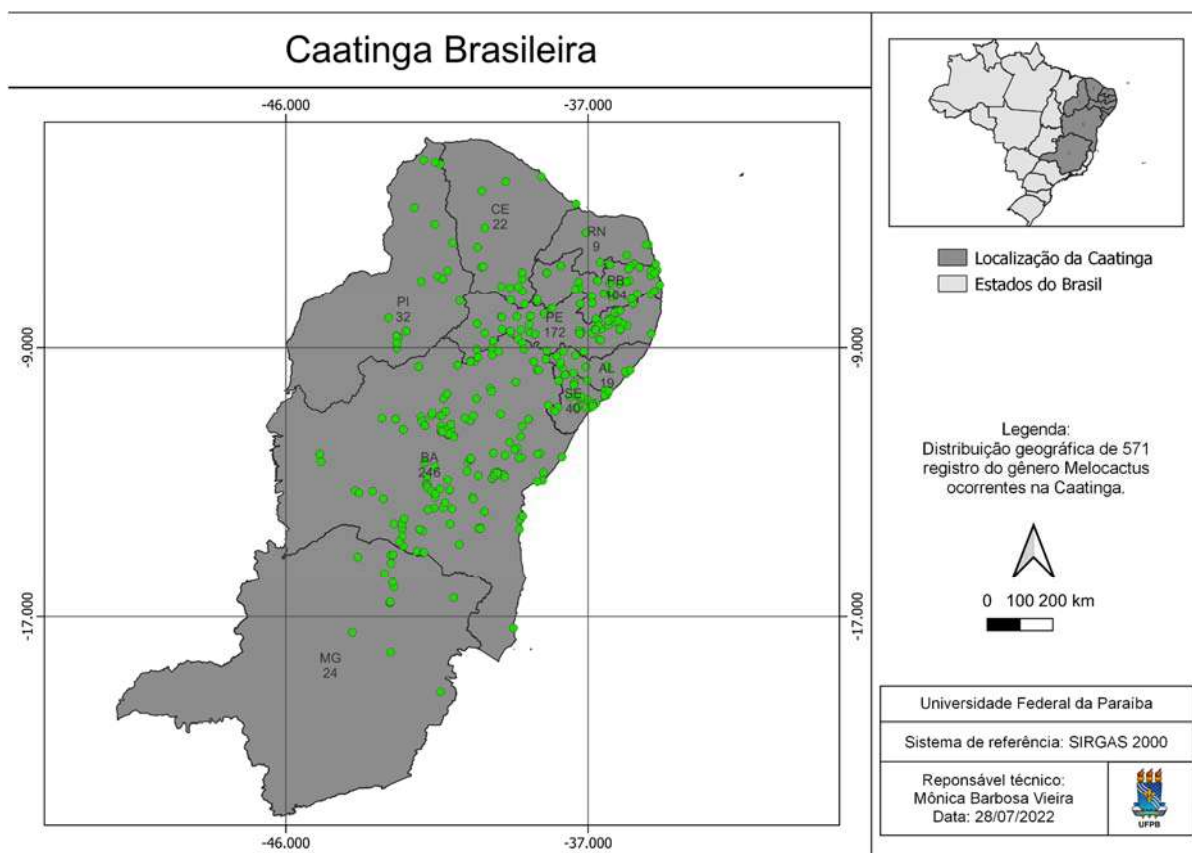 Caatinga Brasileira
-46.000
-37.000
CE
22
RN
9
PB
104
PI
32
PE
172
-9.000
-9.000
AL
19
SE
40
BA
246
-17.000
-17.000
MG
24
-46.000
-37.000
Localização da Caatinga
Estados do Brasil
Legenda:
Distribuição geográfica de 571
registro do gênero Melocactus
ocorrentes na Caatinga.
0 100 200 km
Universidade Federal da Paraíba
Sistema de referência: SIRGAS 2000
Reponsável técnico:
Mônica Barbosa Vieira
Data: 28/07/2022
UFPB